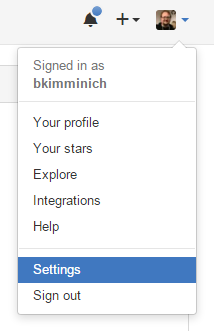 Signed in as
bkimminich
Your profile
Your stars
Explore
Integrations
Help
Settings
Sign out